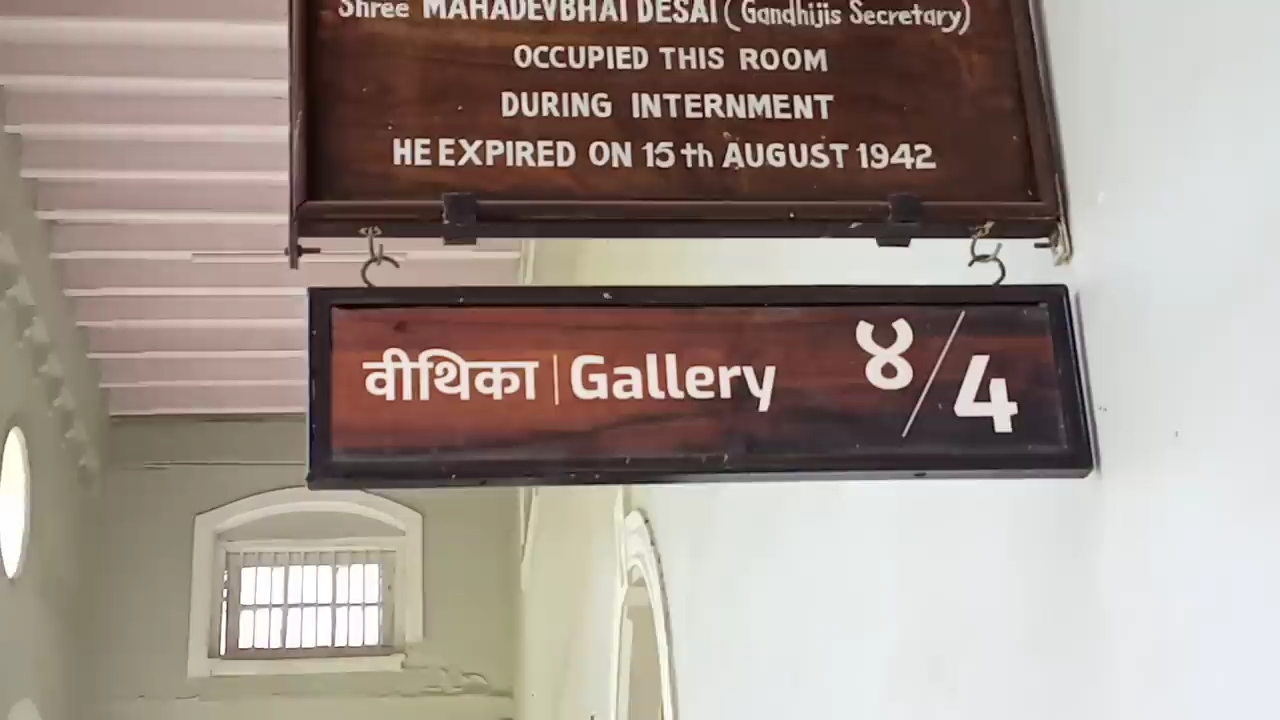 Shree MAHADEVBHAI DESAI (Gandhijis Secretary)
OCCUPIED THIS ROOM
DURING INTERNMENT
HE EXPIRED ON 15th AUGUST 1942
वीथिका | Gallery ४/4